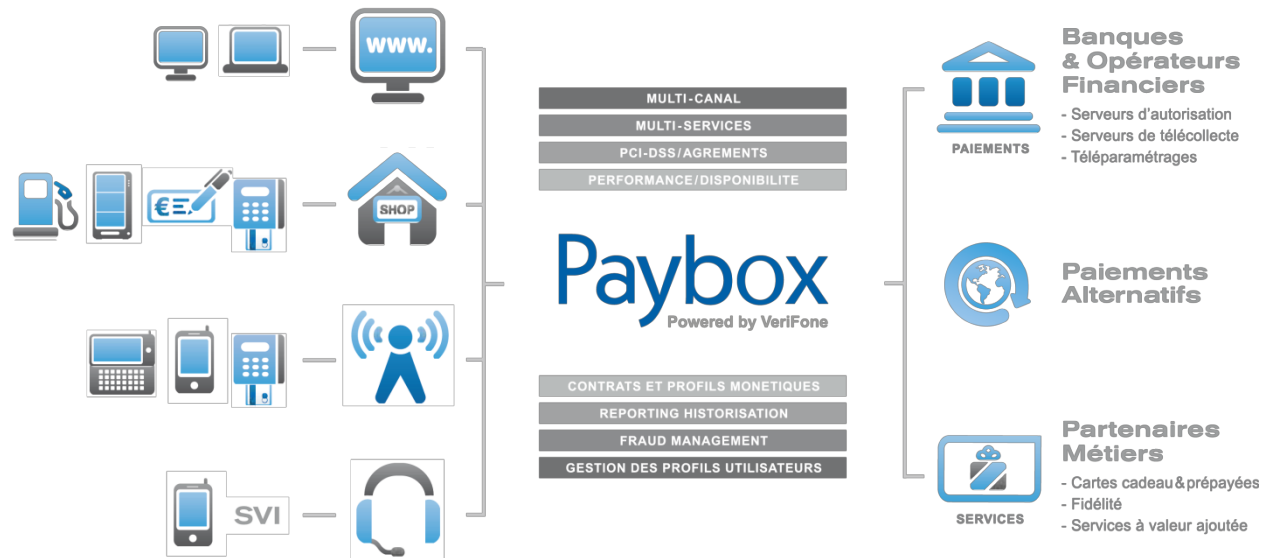 www.
€
SHOP
SVI
MULTI-CANAL
MULTI-SERVICES
PCI-DSS/AGREMENTS
PERFORMANCE/DISPONIBILITE
Paybox
Powered by VeriFone
CONTRATS ET PROFILS MONETIQUES
REPORTING HISTORISATION
FRAUD MANAGEMENT
GESTION DES PROFILS UTILISATEURS
PAIEMENTS
Banques
& Opérateurs
Financiers
- Serveurs d'autorisation
- Serveurs de télécollecte
- Téléparamétrages
Paiements
Alternatifs
SERVICES
Partenaires
Métiers
- Cartes cadeau & prépayées
- Fidélité
- Services à valeur ajoutée